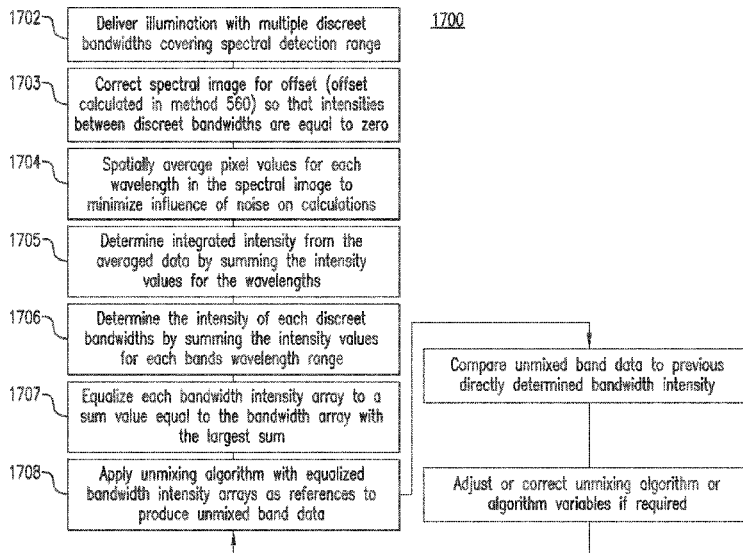 1700
1702
Deliver illumination with multiple discreet
bandwidths covering spectral detection range
1703
Correct spectral image for offset (offset
calculated in method 560) so that intensities
between discreet bandwidths are equal to zero
1704
Spatially average pixel values for each
wavelength in the spectral image to
minimize influence of noise on calculations
1705
Determine integrated intensity from the
averaged data by summing the intensity
values for the wavelengths
1706
Determine the intensity of each discreet
bandwidths by summing the intensity
values for each bands wavelength range
1707
Equalize each bandwidth intensity array to a
sum value equal to the bandwidth array with
the largest sum
1708
Apply unmixing algorithm with equalized
bandwidth intensity arrays as references to
produce unmixed band data
Compare unmixed band data to previous
directly determined bandwidth intensity
Adjust or correct unmixing algorithm or
algorithm variables if required